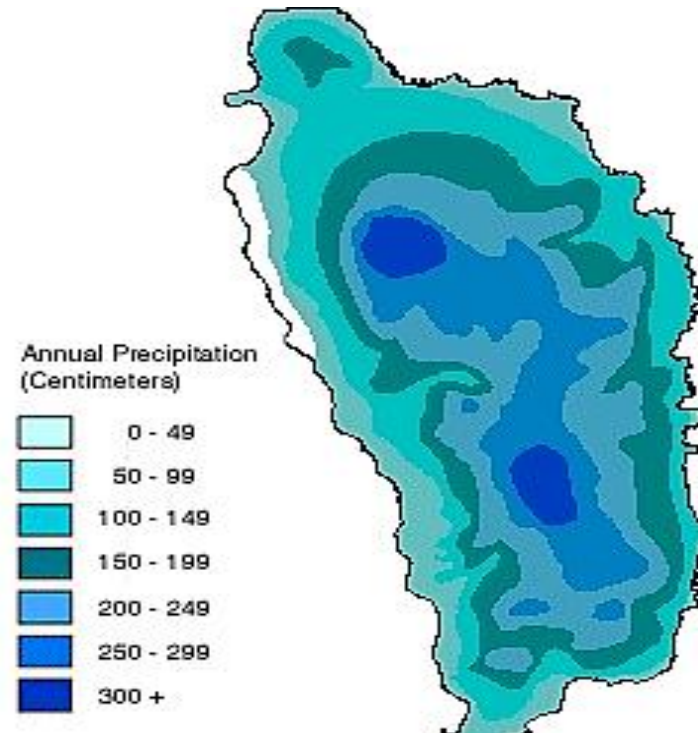 Annual Precipitation
(Centimeters)
0 - 49
50 - 99
100 - 149
150 - 199
200 - 249
250 - 299
300 +